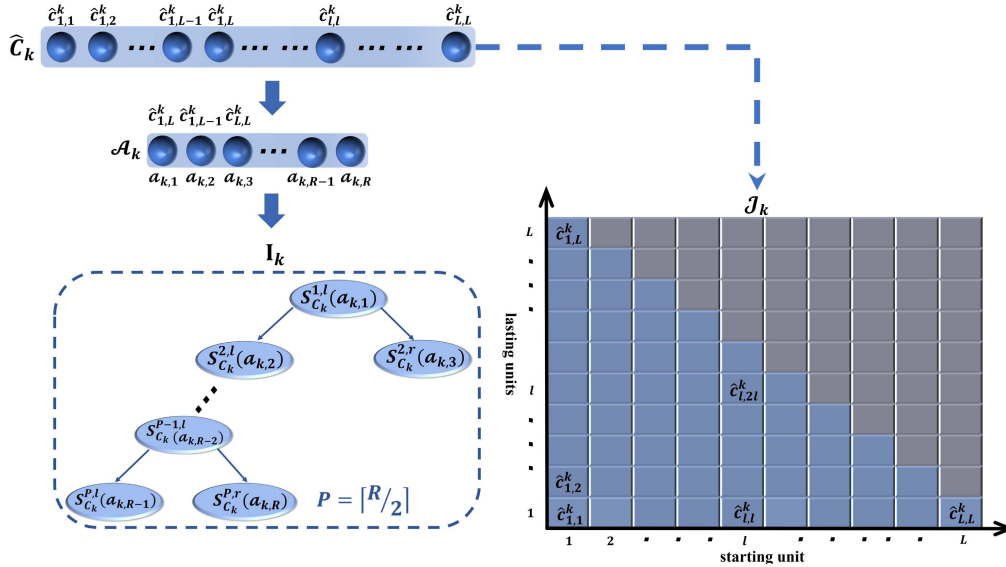 ĉ^k_{1,1} ĉ^k_{1,2} ĉ^k_{1,L-1} ĉ^k_{1,L} ĉ^k_{l,l} ĉ^k_{L,L}
Ĉ_k ... ... ... ... ...
ĉ^k_{1,L} ĉ^k_{1,L-1} ĉ^k_{L,L}
𝒜_k ...
a_{k,1} a_{k,2} a_{k,3} a_{k,R-1} a_{k,R}
I_k
S^{1,l}_{C_k}(a_{k,1})
S^{2,l}_{C_k}(a_{k,2}) S^{2,r}_{C_k}(a_{k,3})
S^{P-1,l}_{C_k}(a_{k,R-2})
S^{P,l}_{C_k}(a_{k,R-1}) S^{P,r}_{C_k}(a_{k,R}) P = ⌈R/2⌉
𝒥_k
L ĉ^k_{1,L}
lasting units
l ĉ^k_{l,2l}
ĉ^k_{1,2}
1 ĉ^k_{1,1} ĉ^k_{l,l} ĉ^k_{L,L}
1 2 . . l . . . . L
starting unit